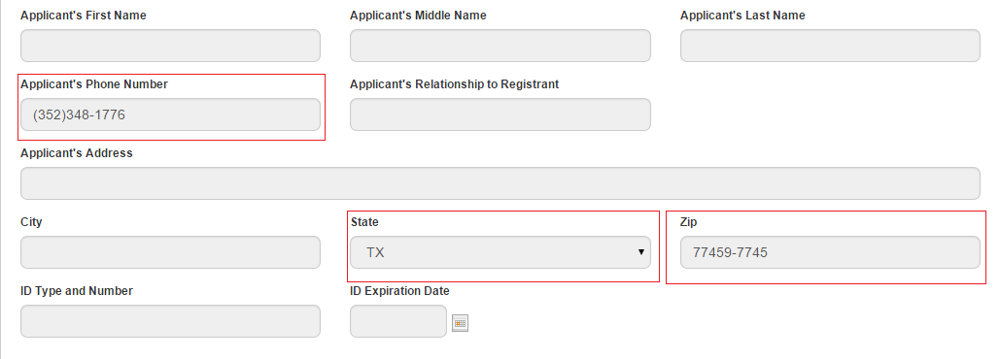 Applicant's First Name Applicant's Middle Name Applicant's Last Name
Applicant's Phone Number Applicant's Relationship to Registrant
(352)348-1776
Applicant's Address
City State Zip
TX 77459-7745
ID Type and Number ID Expiration Date